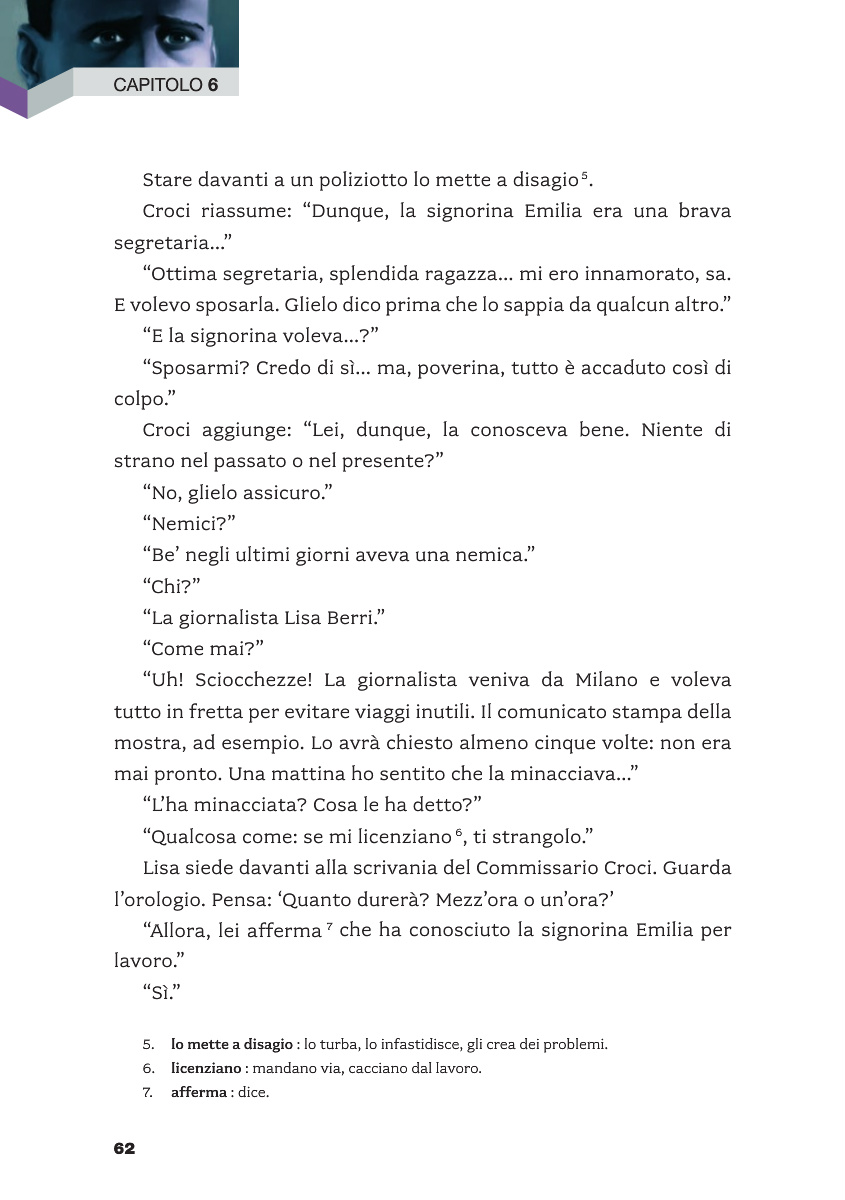 CAPITOLO 6
Stare davanti a un poliziotto lo mette a disagio⁵.
Croci riassume: “Dunque, la signorina Emilia era una brava
segretaria...”
“Ottima segretaria, splendida ragazza... mi ero innamorato, sa.
E volevo sposarla. Glielo dico prima che lo sappia da qualcun altro.”
“E la signorina voleva...?”
“Sposarmi? Credo di sì... ma, poverina, tutto è accaduto così di
colpo.”
Croci aggiunge: “Lei, dunque, la conosceva bene. Niente di
strano nel passato o nel presente?”
“No, glielo assicuro.”
“Nemici?”
“Be’ negli ultimi giorni aveva una nemica.”
“Chi?”
“La giornalista Lisa Berri.”
“Come mai?”
“Uh! Sciocchezze! La giornalista veniva da Milano e voleva
tutto in fretta per evitare viaggi inutili. Il comunicato stampa della
mostra, ad esempio. Lo avrà chiesto almeno cinque volte: non era
mai pronto. Una mattina ho sentito che la minacciava...”
“L’ha minacciata? Cosa le ha detto?”
“Qualcosa come: se mi licenziano⁶, ti strangolo.”
Lisa siede davanti alla scrivania del Commissario Croci. Guarda
l’orologio. Pensa: ‘Quanto durerà? Mezz’ora o un’ora?’
“Allora, lei afferma⁷ che ha conosciuto la signorina Emilia per
lavoro.”
“Sì.”
5. lo mette a disagio : lo turba, lo infastidisce, gli crea dei problemi.
6. licenziano : mandano via, cacciano dal lavoro.
7. afferma : dice.
62